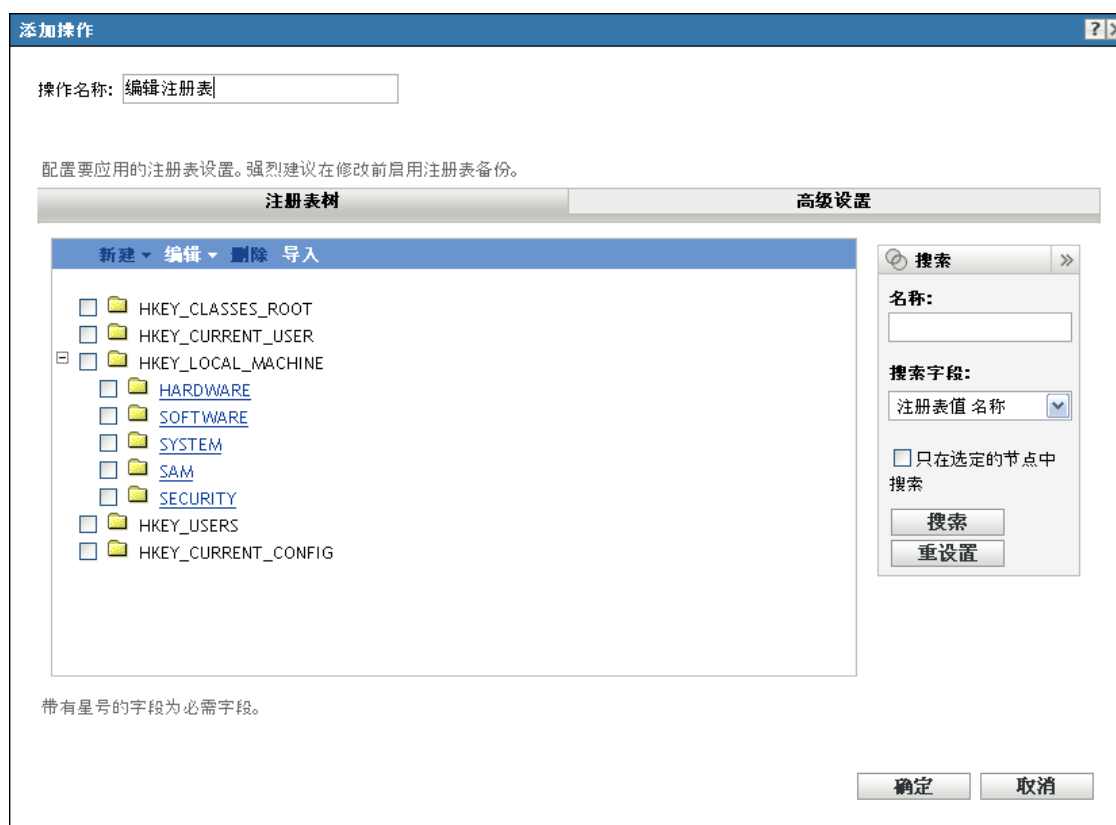 添加操作
操作名称: 编辑注册表
配置要应用的注册表设置。强烈建议在修改前启用注册表备份。
注册表树 高级设置
新建 编辑 删除 导入
HKEY_CLASSES_ROOT
HKEY_CURRENT_USER
HKEY_LOCAL_MACHINE
HARDWARE
SOFTWARE
SYSTEM
SAM
SECURITY
HKEY_USERS
HKEY_CURRENT_CONFIG
搜索
名称:
搜索字段:
注册表值 名称
只在选定的节点中
搜索
搜索
重设置
带有星号的字段为必需字段。
确定 取消